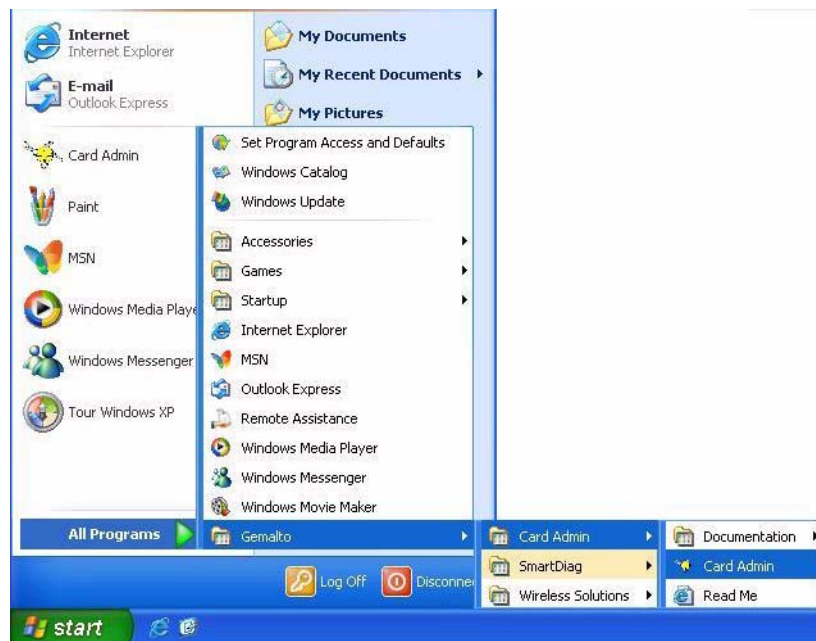 Internet
Internet Explorer
E-mail
Outlook Express
Card Admin
Paint
MSN
Windows Media Playe
Windows Messenger
Tour Windows XP
All Programs
My Documents
My Recent Documents
My Pictures
Set Program Access and Defaults
Windows Catalog
Windows Update
Accessories
Games
Startup
Internet Explorer
MSN
Outlook Express
Remote Assistance
Windows Media Player
Windows Messenger
Windows Movie Maker
Gemalto
Card Admin
SmartDiag
Wireless Solutions
Documentation
Card Admin
Read Me
Log Off
Disconne
start